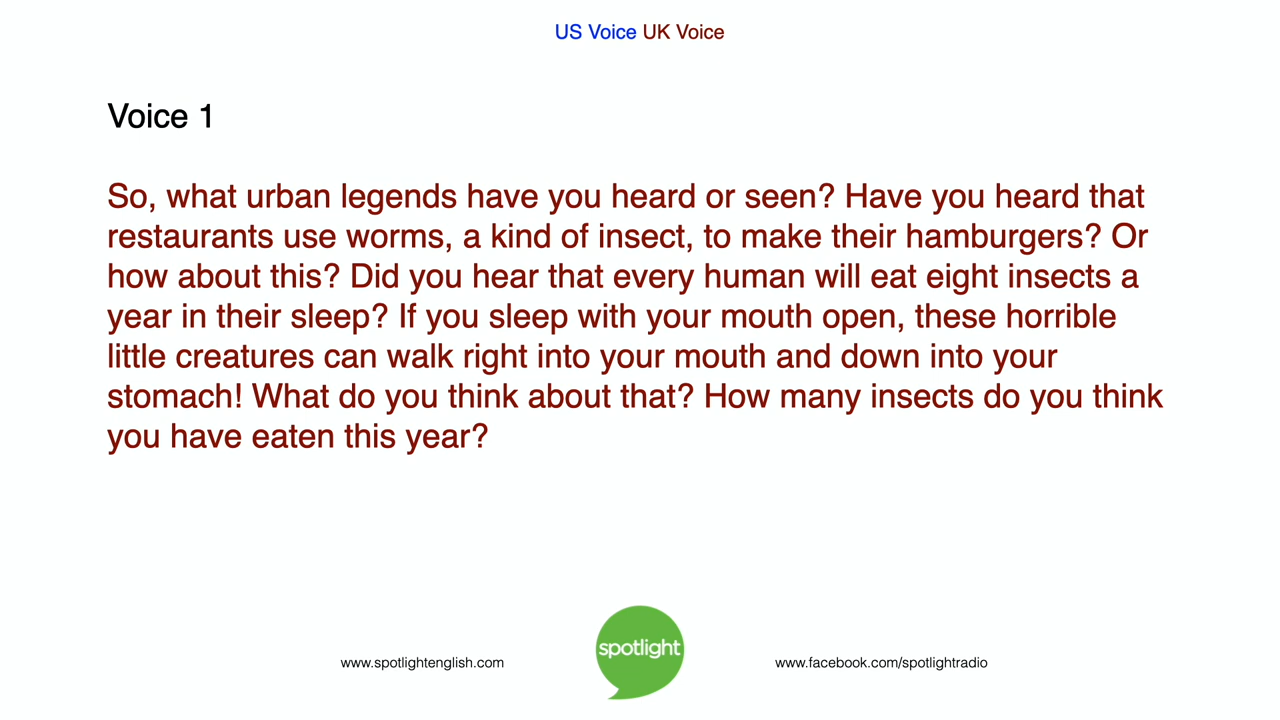 US Voice UK Voice
Voice 1
So, what urban legends have you heard or seen? Have you heard that
restaurants use worms, a kind of insect, to make their hamburgers? Or
how about this? Did you hear that every human will eat eight insects a
year in their sleep? If you sleep with your mouth open, these horrible
little creatures can walk right into your mouth and down into your
stomach! What do you think about that? How many insects do you think
you have eaten this year?
spotlight
www.spotlightenglish.com
www.facebook.com/spotlightradio